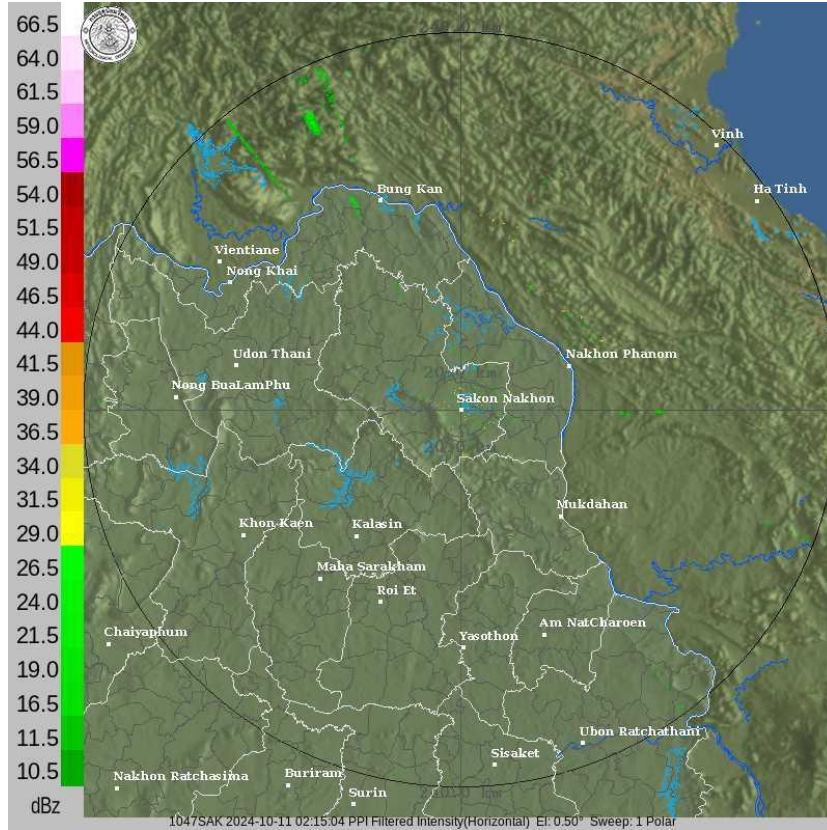 66.5
64.0
61.5
59.0
56.5
54.0
51.5
49.0
46.5
44.0
41.5
39.0
36.5
34.0
31.5
29.0
26.5
24.0
21.5
19.0
16.5
11.5
10.5
dBz
Vinh
Ha Tinh
Bung Kan
Vientiane
Nong Khai
Udon Thani
Nakhon Phanom
Nong BuaLamPhu
Sakon Nakhon
Mukdahan
Khon-Kaen
Kalasin
Maha Sarakham
Roi Et
Chaiyaphum
Yasothon
Am NatCharoen
Ubon Ratchathani
Sisaket
Nakhon Ratchasima
Buriram
Surin
1047SAK 2024-10-11 02:15:04 PPI Filtered Intensity(Horizontal) El: 0.50° Sweep: 1 Polar